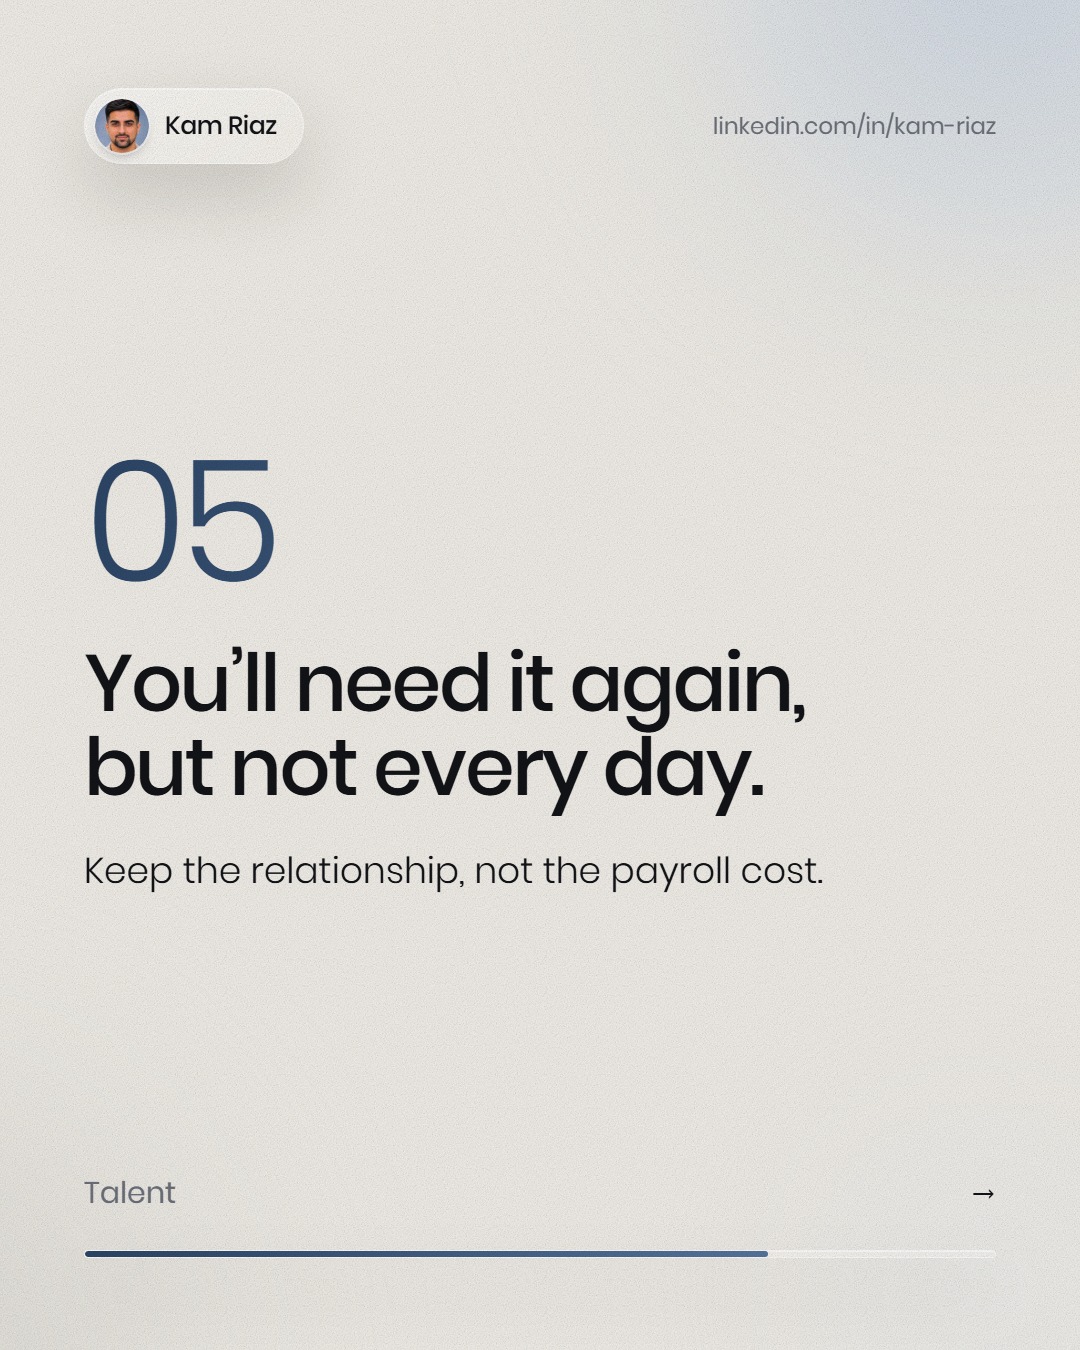 Kam Riaz
linkedin.com/in/kam-riaz
05
You’ll need it again,
but not every day.
Keep the relationship, not the payroll cost.
Talent
→